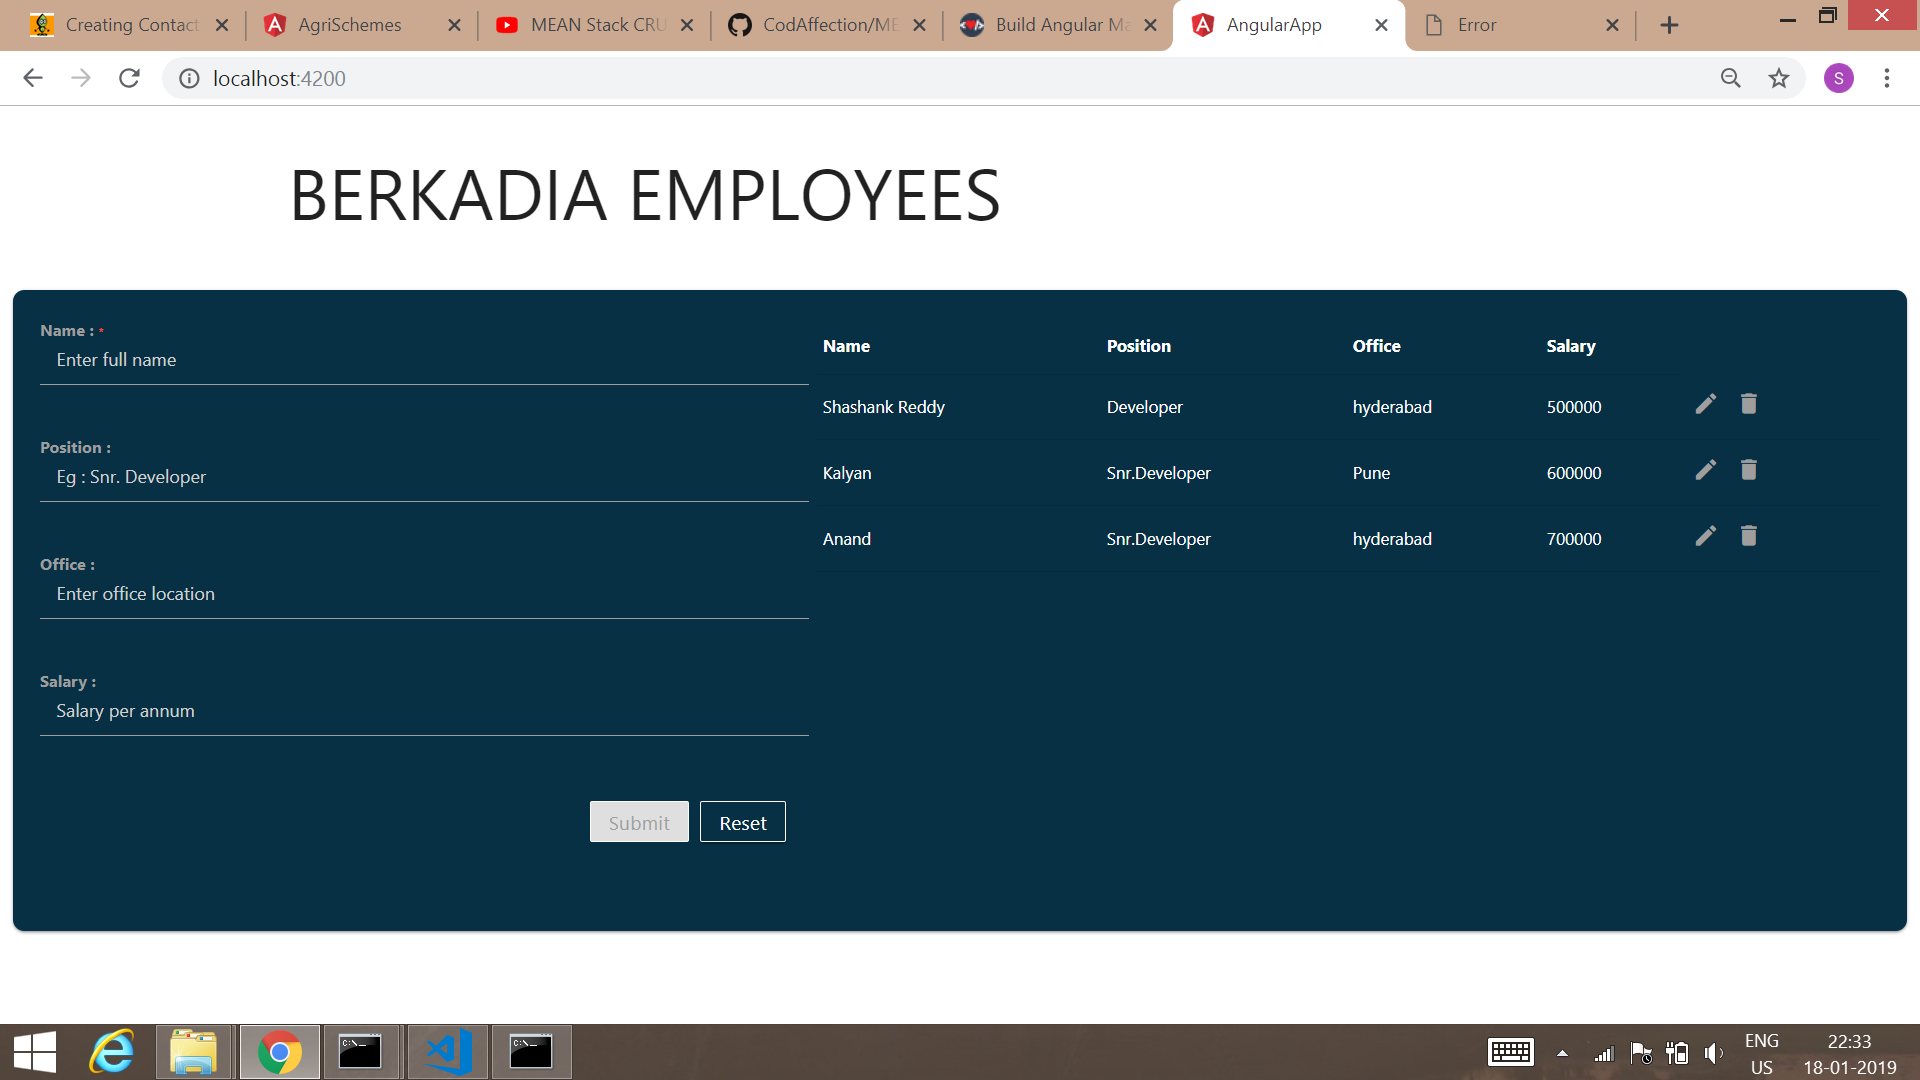 Creating Contact
AgriSchemes
MEAN Stack CRU
CodAffection/ME
Build Angular Ma
AngularApp
Error
localhost:4200
S
BERKADIA EMPLOYEES
Name : *
Enter full name
Position :
Eg : Snr. Developer
Office :
Enter office location
Salary :
Salary per annum
Submit Reset
Name Position Office Salary
Shashank Reddy Developer hyderabad 500000
Kalyan Snr.Developer Pune 600000
Anand Snr.Developer hyderabad 700000
C:\_
C:\_
ENG
US
22:33
18-01-2019